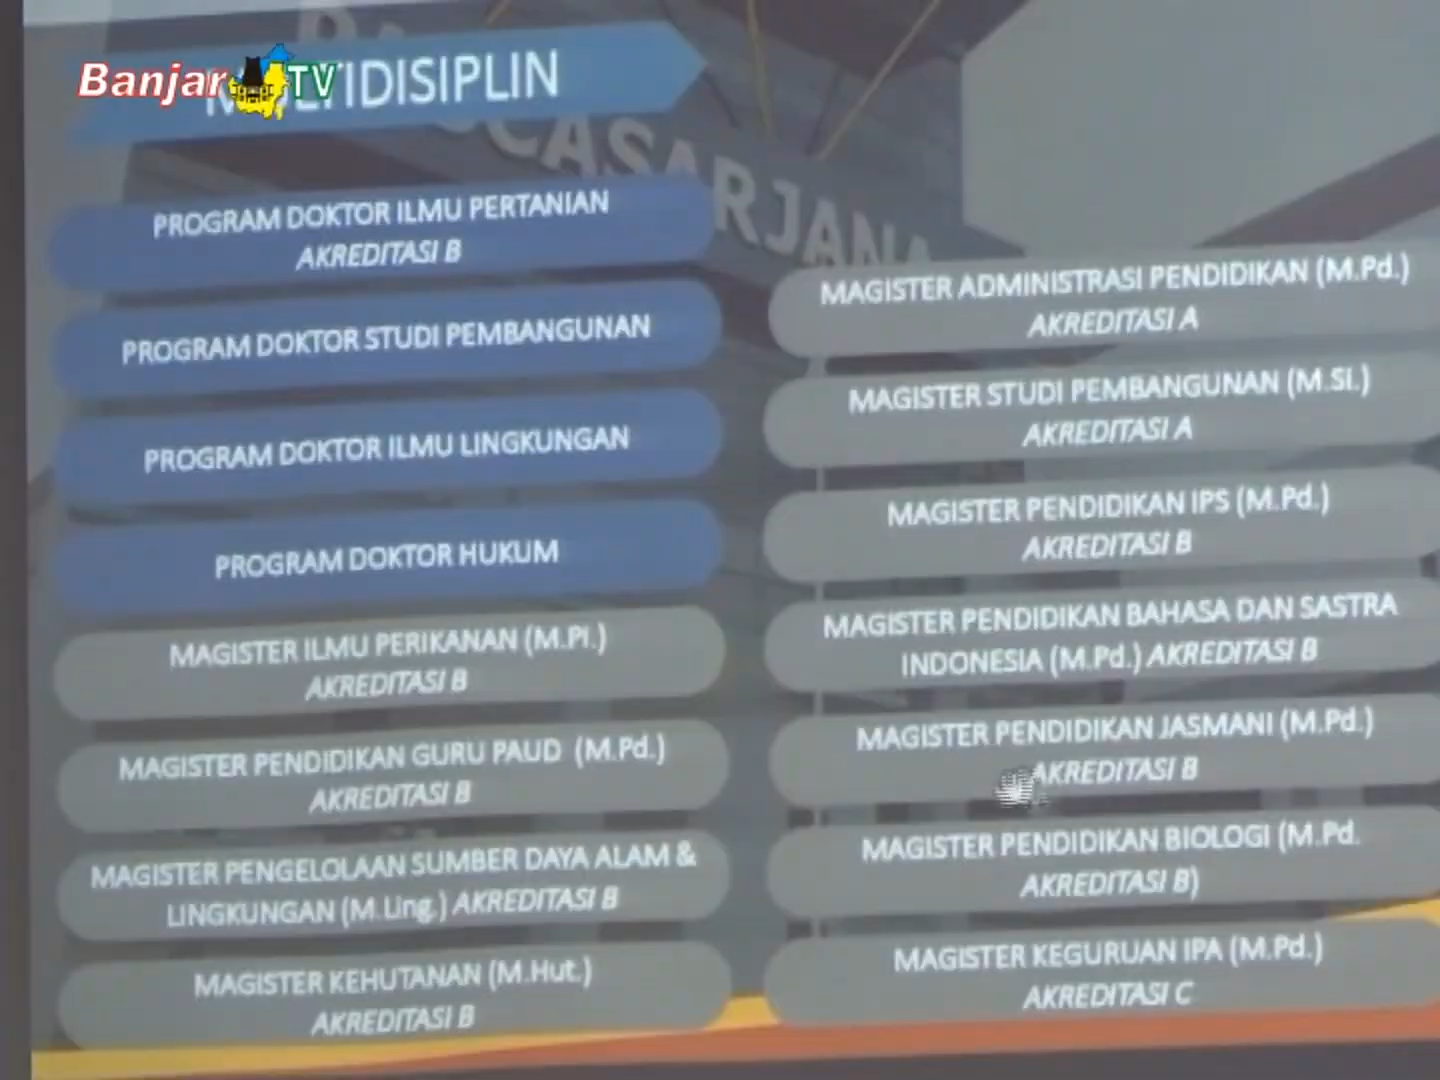 Banjar TV
MULTIDISIPLIN
PASCASARJANA
PROGRAM DOKTOR ILMU PERTANIAN
AKREDITASI B
PROGRAM DOKTOR STUDI PEMBANGUNAN
PROGRAM DOKTOR ILMU LINGKUNGAN
PROGRAM DOKTOR HUKUM
MAGISTER ILMU PERIKANAN (M.Pi.)
AKREDITASI B
MAGISTER PENDIDIKAN GURU PAUD (M.Pd.)
AKREDITASI B
MAGISTER PENGELOLAAN SUMBER DAYA ALAM &
LINGKUNGAN (M.Ling.) AKREDITASI B
MAGISTER KEHUTANAN (M.Hut.)
AKREDITASI B
MAGISTER ADMINISTRASI PENDIDIKAN (M.Pd.)
AKREDITASI A
MAGISTER STUDI PEMBANGUNAN (M.Si.)
AKREDITASI A
MAGISTER PENDIDIKAN IPS (M.Pd.)
AKREDITASI B
MAGISTER PENDIDIKAN BAHASA DAN SASTRA
INDONESIA (M.Pd.) AKREDITASI B
MAGISTER PENDIDIKAN JASMANI (M.Pd.)
AKREDITASI B
MAGISTER PENDIDIKAN BIOLOGI (M.Pd.
AKREDITASI B)
MAGISTER KEGURUAN IPA (M.Pd.)
AKREDITASI C